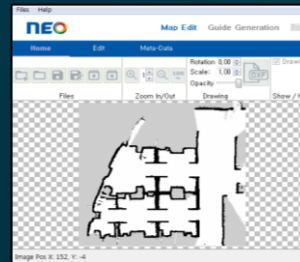 Files Help
NEO
Map Edit Guide Generation
Home Edit Meta-Data
Rotation 0,00
Scale: 1,00
Opacity
DXF
Files Zoom In/Out Drawing Show / H
Image Pos X: 152, Y: -4